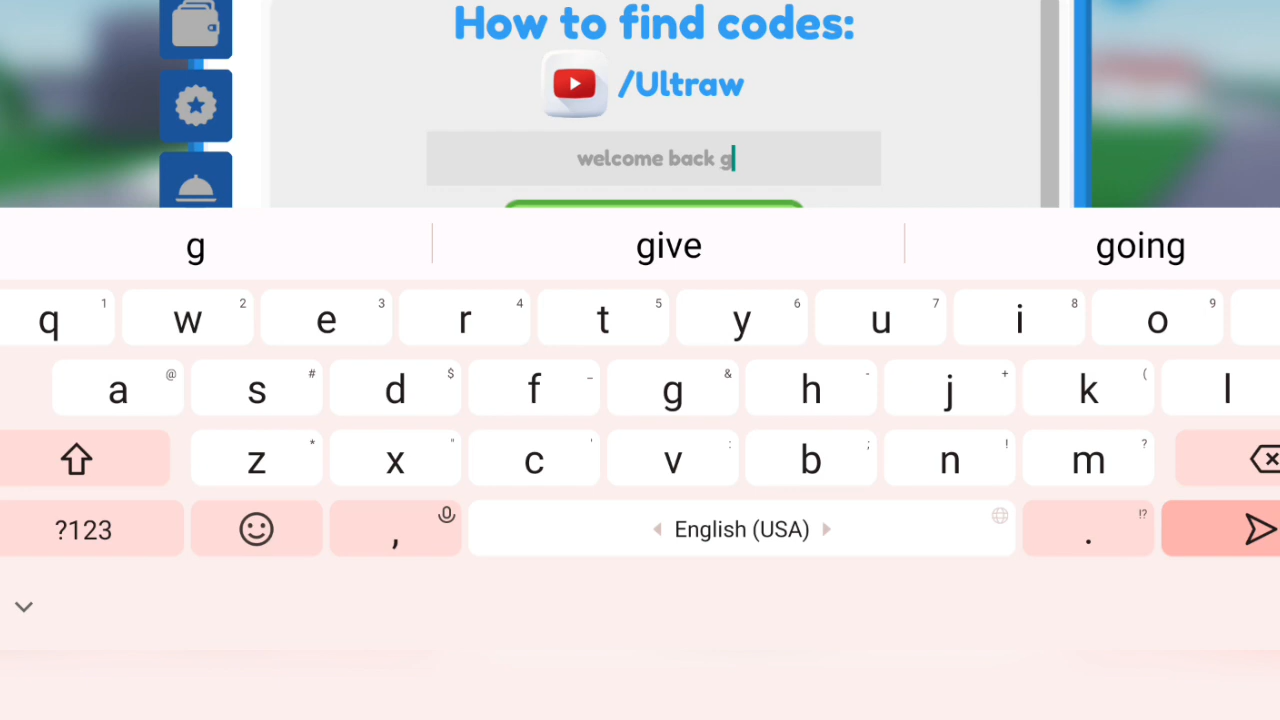 How to find codes:
/Ultraw
welcome back g
g give going
q 1 w 2 e 3 r 4 t 5 y 6 u 7 i 8 o 9
a @ s # d $ f _ g & h - j + k ( l
z * x " c ' v : b ; n ! m ?
?123 , English (USA) . !?